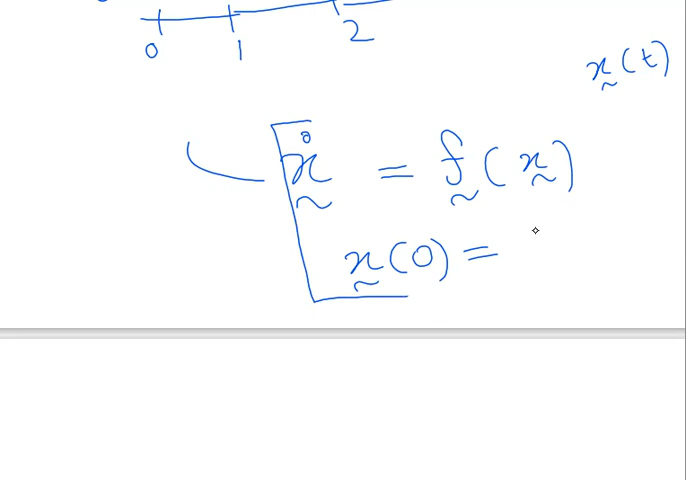 0 1 2
x̰(t)
ẋ̰ = f̰(x̰)
x̰(0) =